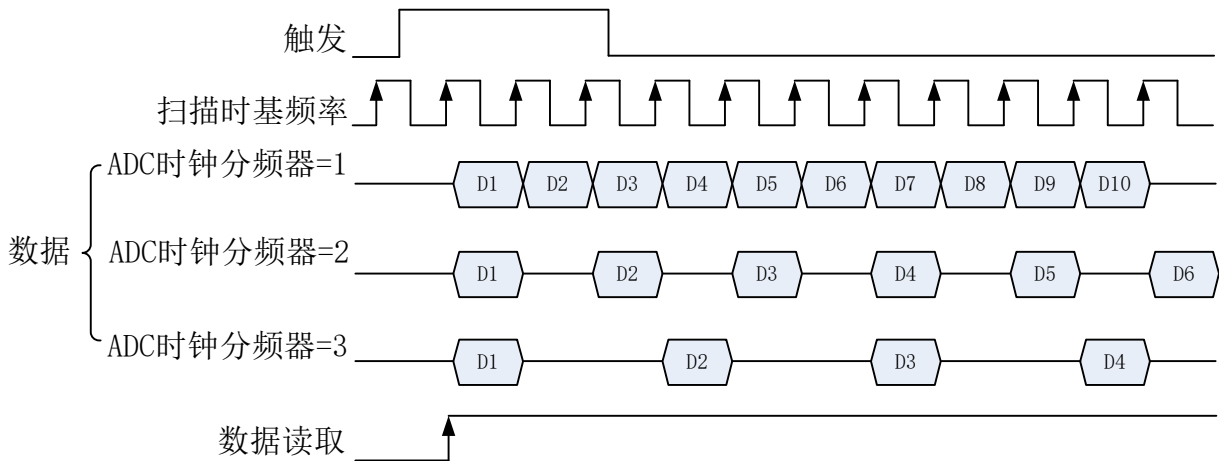 触发
扫描时基频率
ADC时钟分频器=1
D1 D2 D3 D4 D5 D6 D7 D8 D9 D10
数据
ADC时钟分频器=2
D1 D2 D3 D4 D5 D6
ADC时钟分频器=3
D1 D2 D3 D4
数据读取